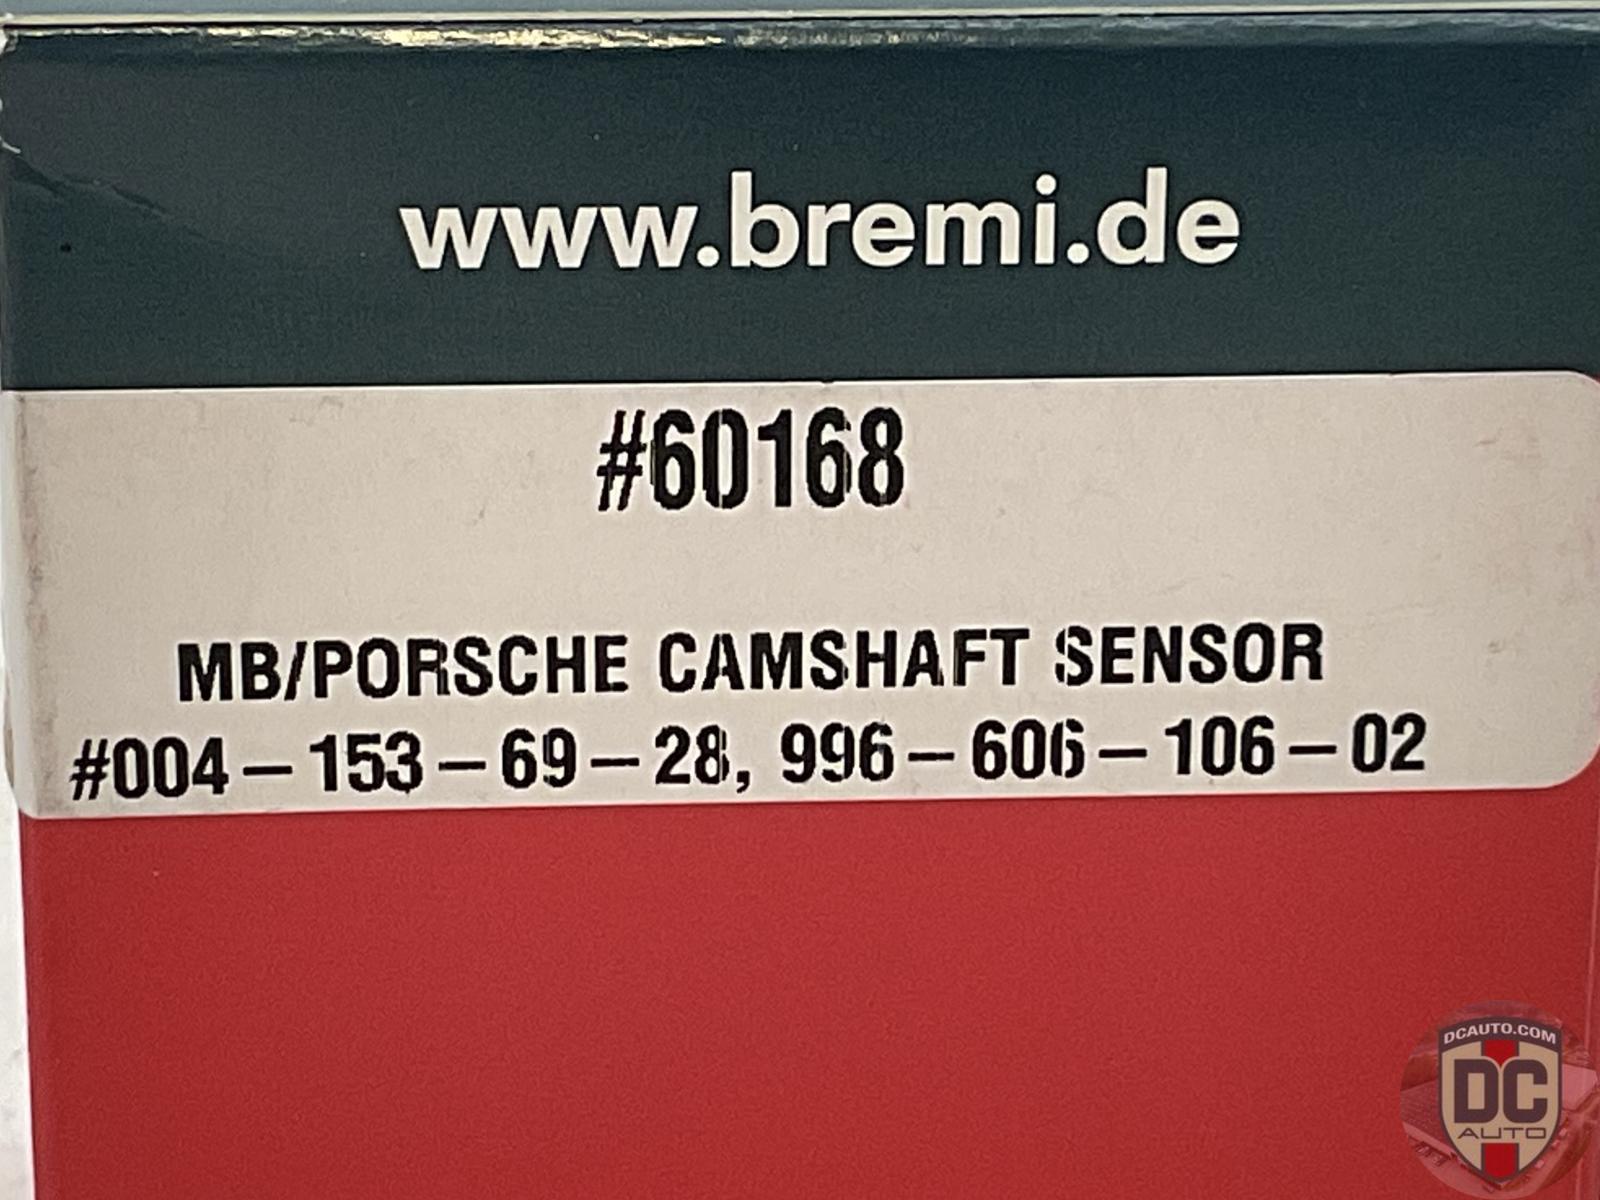 www.bremi.de
#60168
MB/PORSCHE CAMSHAFT SENSOR
#004-153-69-28, 996-606-106-02
DCAUTO.COM
DC
AUTO